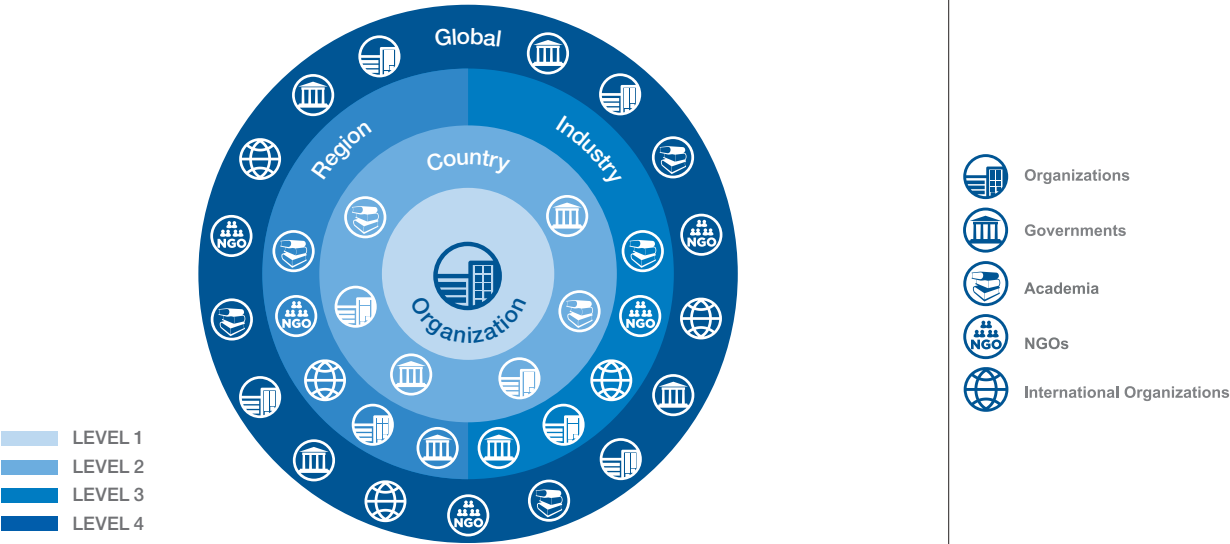 Global
Region
Industry
Country
NGO
NGO
Organization
NGO
NGO
NGO
LEVEL 1
LEVEL 2
LEVEL 3
LEVEL 4
Organizations
Governments
Academia
NGO
NGOs
International Organizations